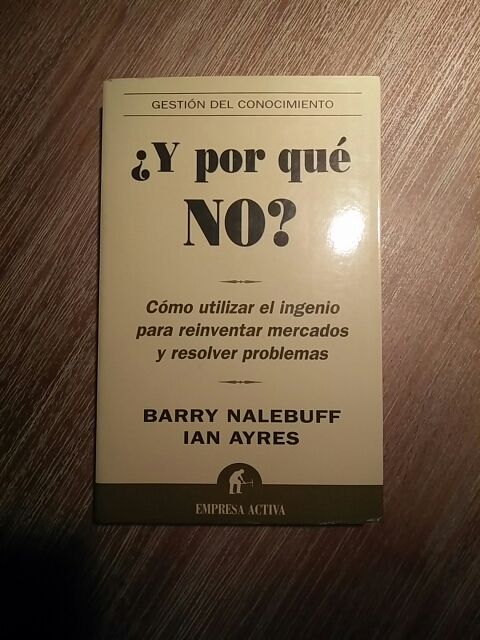 GESTIÓN DEL CONOCIMIENTO
¿Y por qué
NO?
Cómo utilizar el ingenio
para reinventar mercados
y resolver problemas
BARRY NALEBUFF
IAN AYRES
EMPRESA ACTIVA